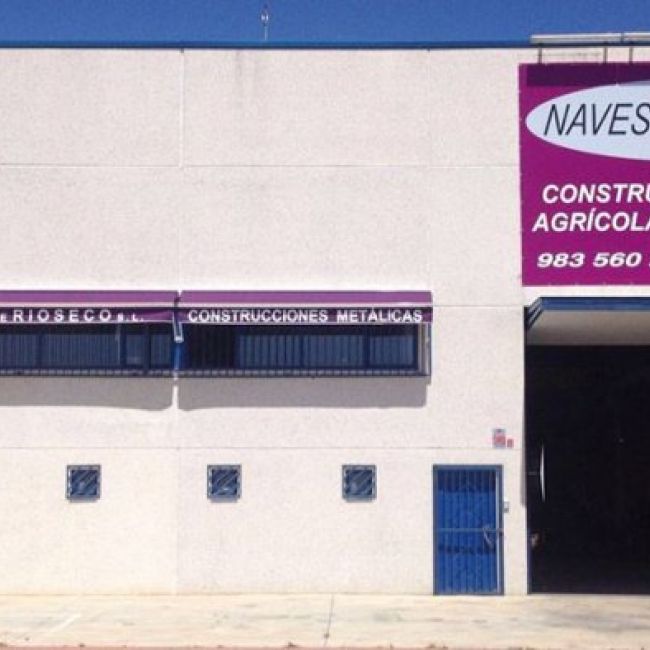 NAVES
CONSTRU
AGRÍCOLA
983 560
E RIOSECO S.L.
CONSTRUCCIONES METÁLICAS